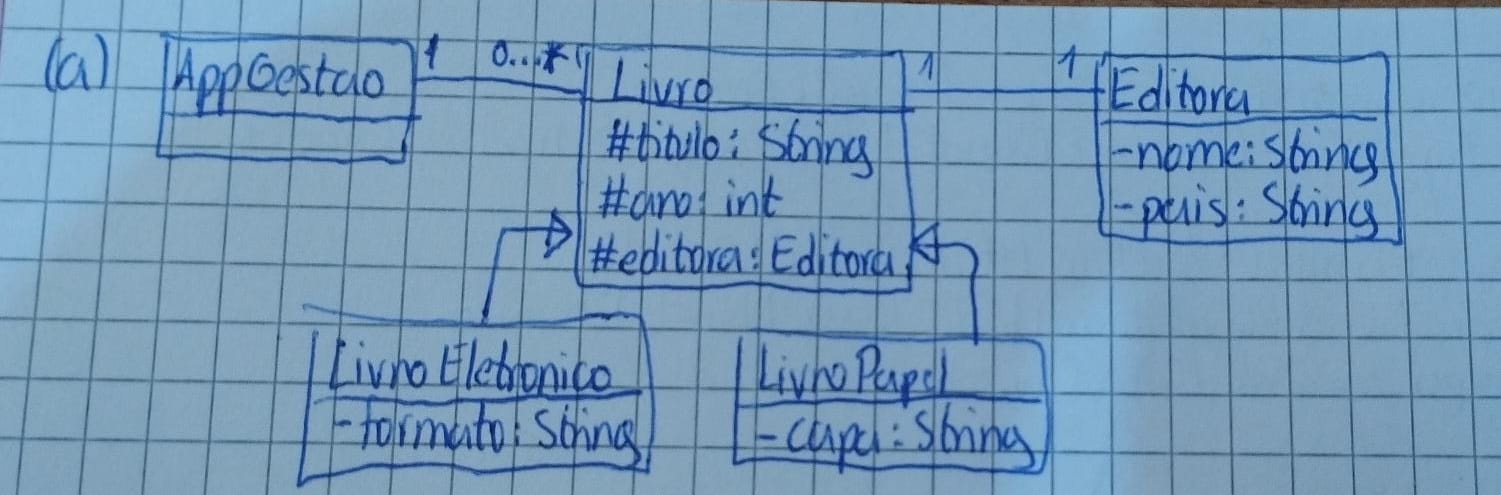 (a)
AppGestao
1
0...*
Livro
#titulo: String
#ano: int
#editora: Editora
1
1
Editora
-nome: String
-pais: String
LivroEletronico
-formato: String
LivroPapel
-capa: String